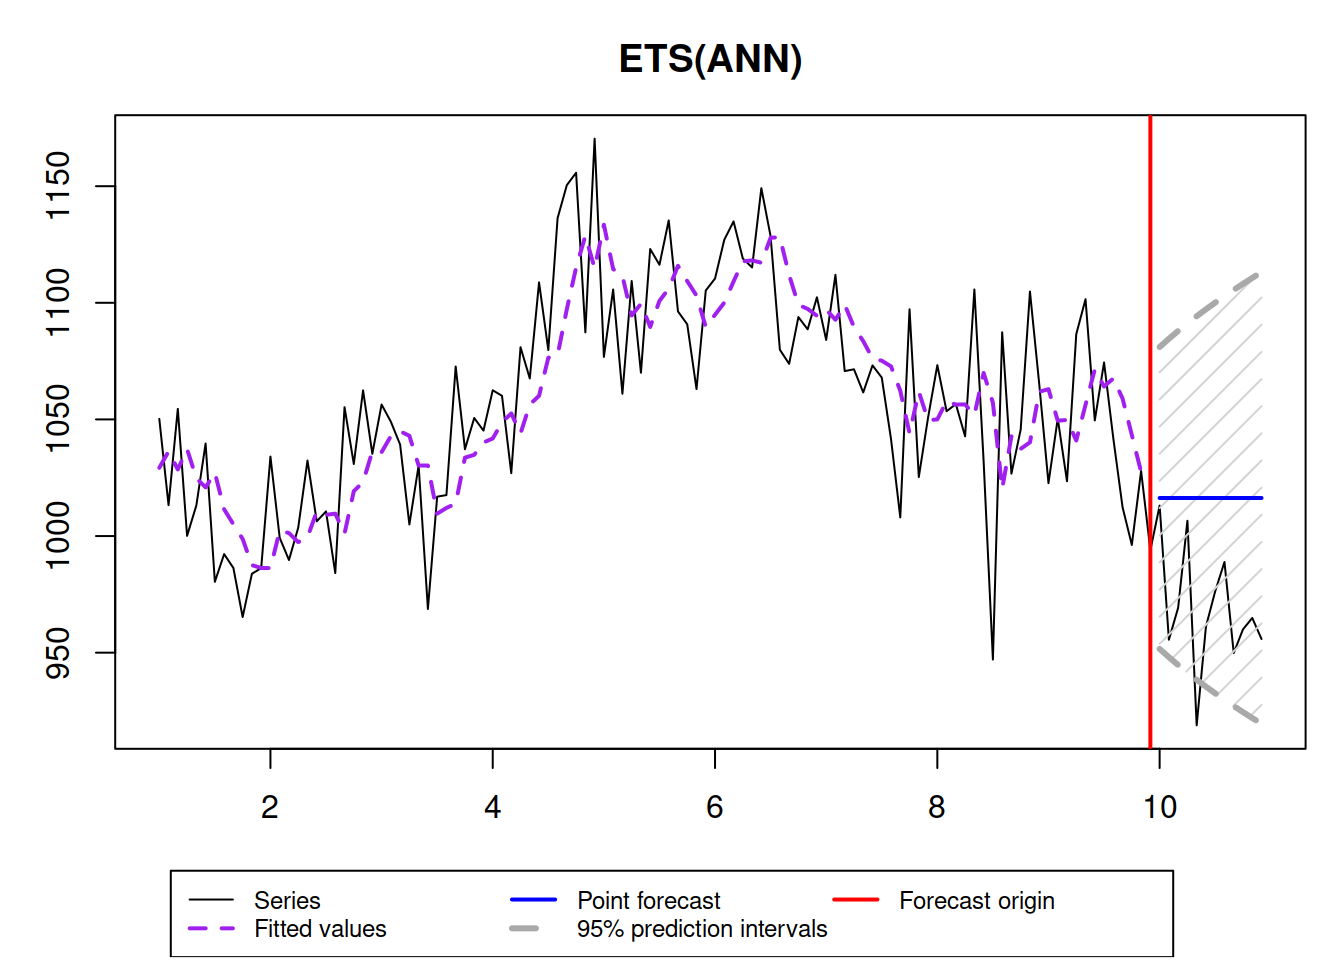 ETS(ANN)
1150
1100
1050
1000
950
2 4 6 8 10
Series Point forecast Forecast origin
Fitted values 95% prediction intervals